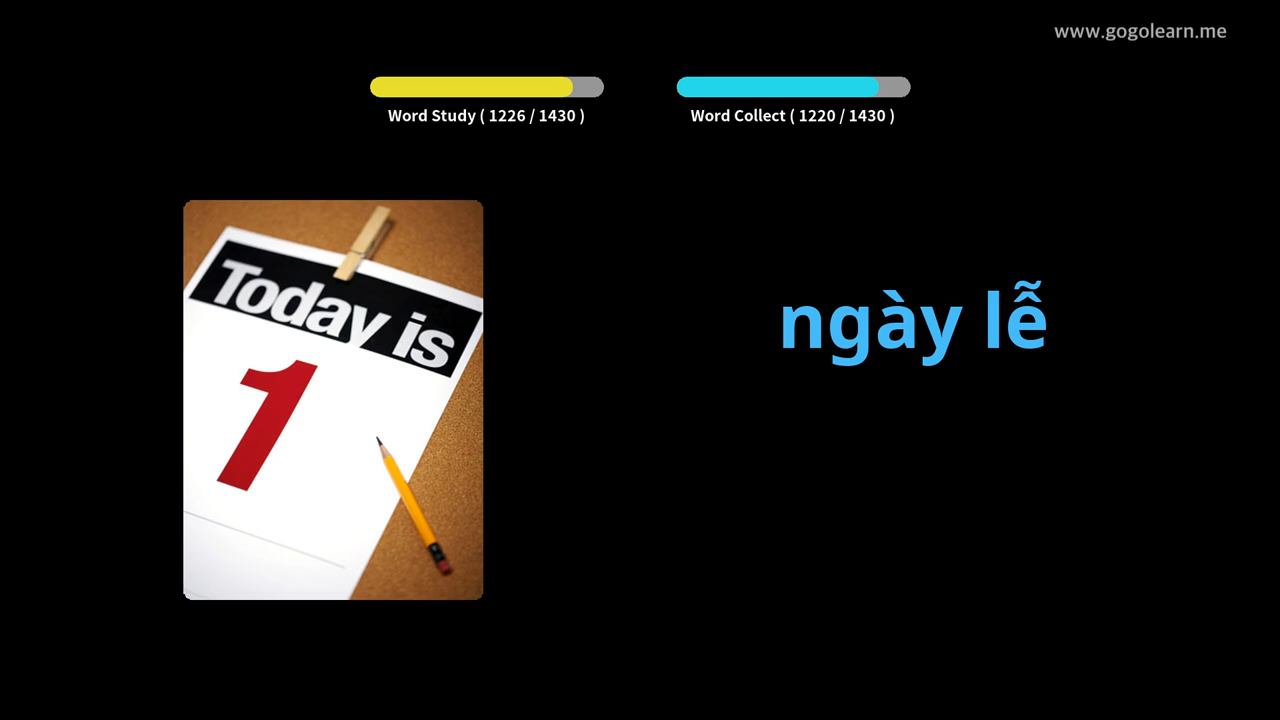 www.gogolearn.me
Word Study ( 1226 / 1430 )
Word Collect ( 1220 / 1430 )
Today is
1
ngày lễ